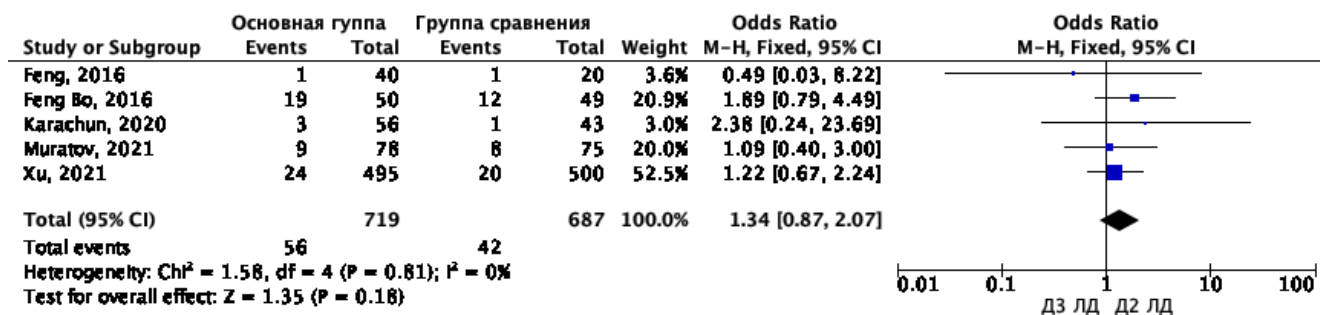 Основная гуппа Группа сравнения Odds Ratio Odds Ratio
Study or Subgroup Events Total Events Total Weight M-H, Fixed, 95% CI M-H, Fixed, 95% CI
Feng, 2016 1 40 1 20 3.6% 0.49 [0.03, 8.22]
Feng Bo, 2016 19 50 12 49 20.9% 1.89 [0.79, 4.49]
Karachun, 2020 3 56 1 43 3.0% 2.38 [0.24, 23.69]
Muratov, 2021 9 78 8 75 20.0% 1.09 [0.40, 3.00]
Xu, 2021 24 495 20 500 52.5% 1.22 [0.67, 2.24]
Total (95% CI) 719 687 100.0% 1.34 [0.87, 2.07]
Total events 56 42
Heterogeneity: Chi² = 1.58, df = 4 (P = 0.81); I² = 0%
Test for overall effect: Z = 1.35 (P = 0.18)
0.01 0.1 1 10 100
Д3 ЛД Д2 ЛД